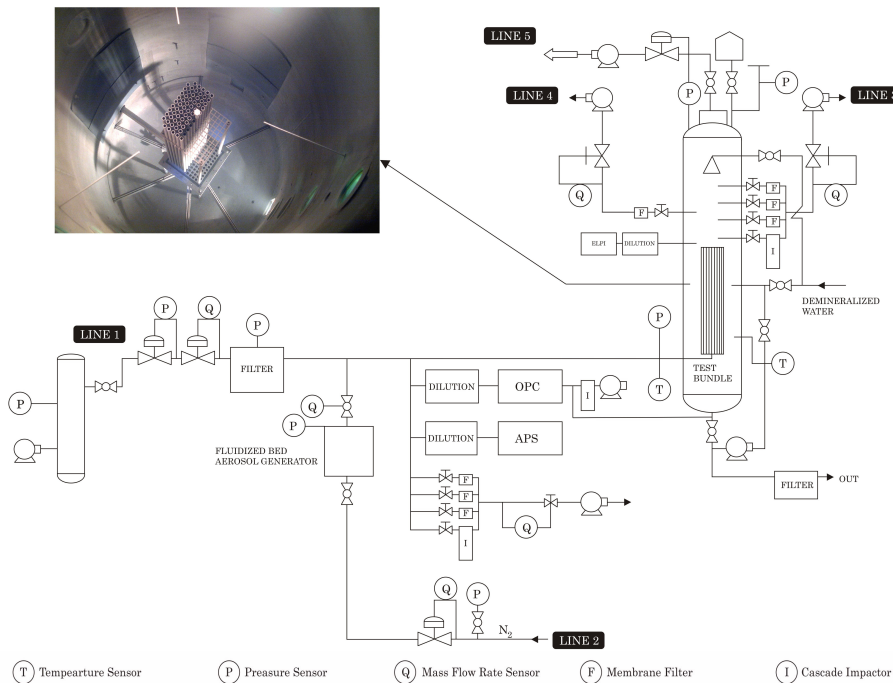 LINE 5
P
P
LINE 4
LINE
Q
Q
F
F
F
F
I
ELPI
DILUTION
DEMINERALIZED
WATER
P
Q
P
LINE 1
P
FILTER
T
T
TEST
BUNDLE
P
DILUTION
OPC
I
Q
P
DILUTION
APS
FLUIDIZED BED
AEROSOL GENERATOR
FILTER
OUT
F
F
F
I
Q
Q
P
N2
LINE 2
T Tempearture Sensor
P Preasure Sensor
Q Mass Flow Rate Sensor
F Membrane Filter
I Cascade Impactor